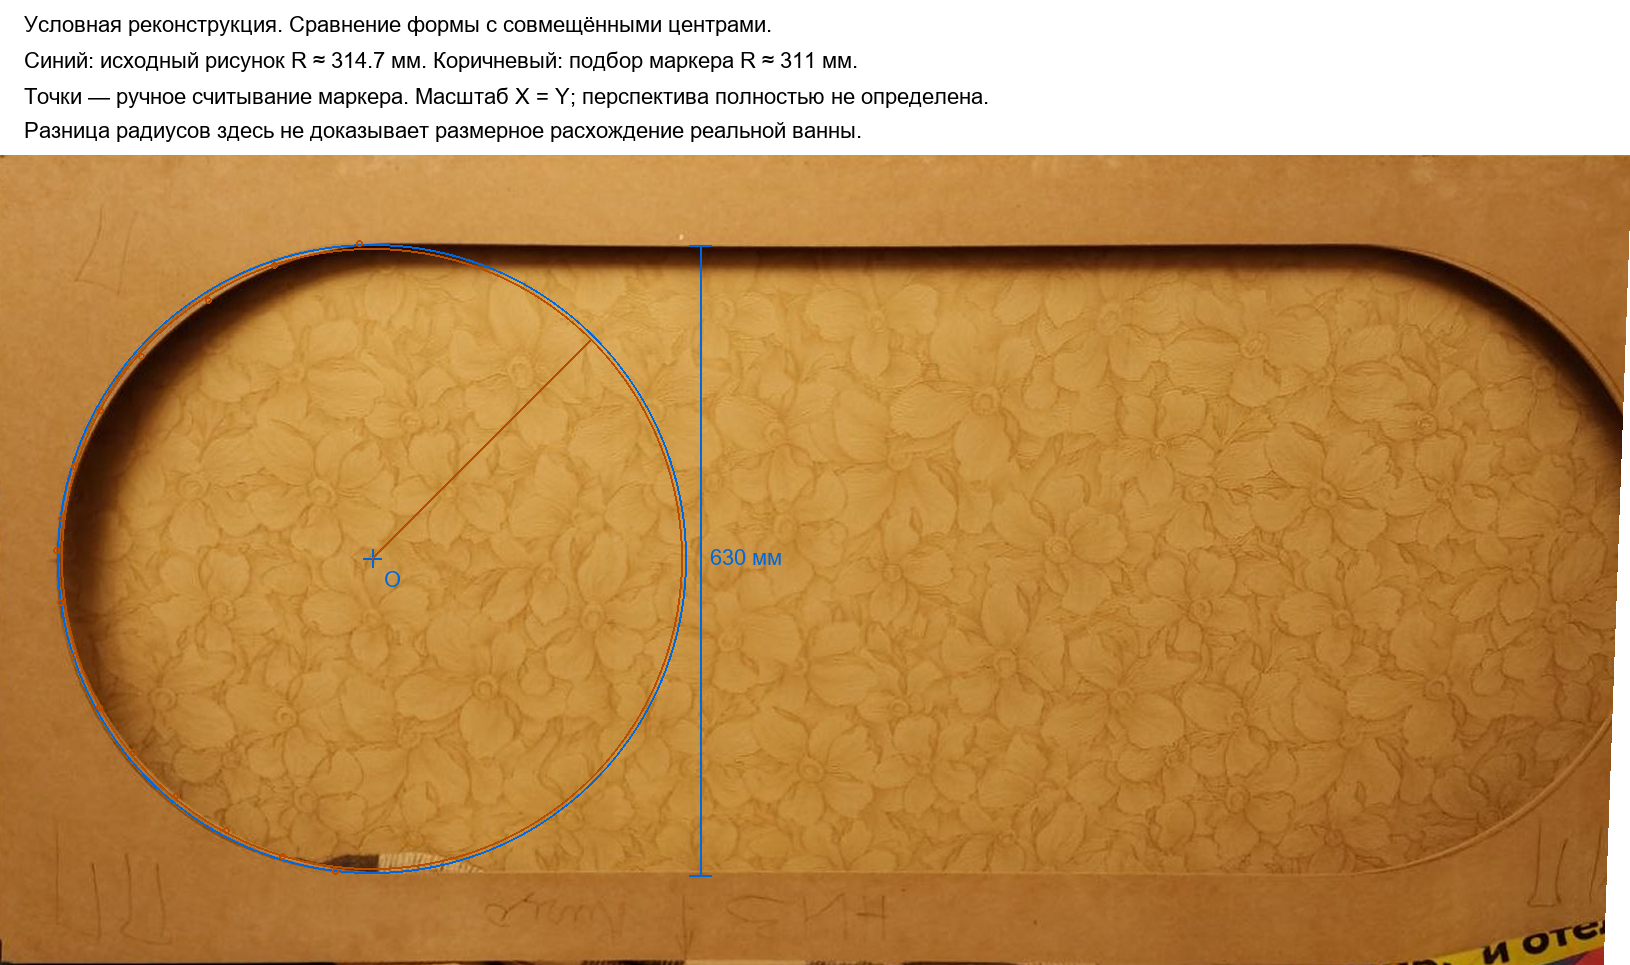 Условная реконструкция. Сравнение формы с совмещёнными центрами.
Синий: исходный рисунок R ≈ 314.7 мм. Коричневый: подбор маркера R ≈ 311 мм.
Точки — ручное считывание маркера. Масштаб X = Y; перспектива полностью не определена.
Разница радиусов здесь не доказывает размерное расхождение реальной ванны.
630 мм
O
и оте